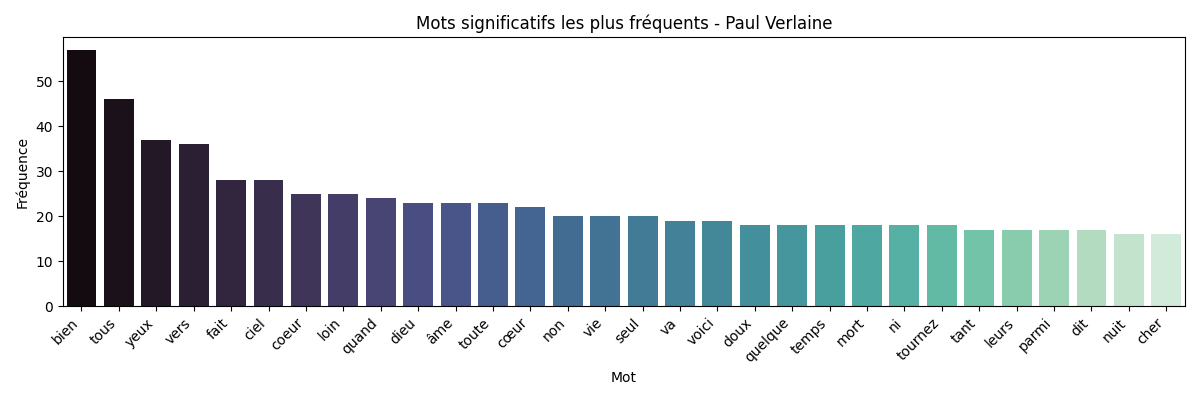 Mots significatifs les plus fréquents - Paul Verlaine
Fréquence
50
40
30
20
10
0
bien tous yeux vers fait ciel coeur loin quand dieu âme toute cœur non vie seul va voici doux quelque temps mort ni tournez tant leurs parmi dit nuit cher
Mot